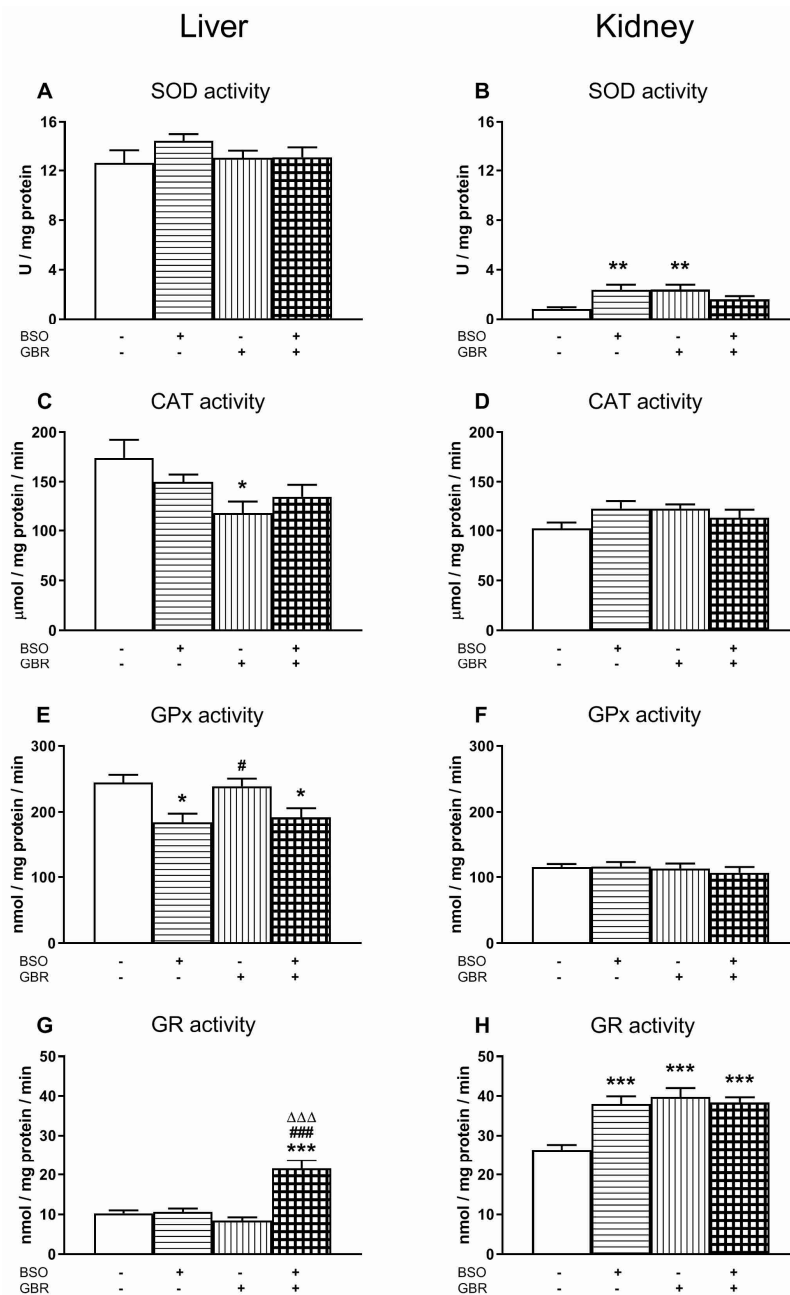 Liver
Kidney
A SOD activity
U / mg protein
16
12
8
4
0
BSO - + - +
GBR - - + +
B SOD activity
U / mg protein
16
12
8
4
0
** **
BSO - + - +
GBR - - + +
C CAT activity
μmol / mg protein / min
200
150
100
50
0
*
BSO - + - +
GBR - - + +
D CAT activity
μmol / mg protein / min
200
150
100
50
0
BSO - + - +
GBR - - + +
E GPx activity
nmol / mg protein / min
300
200
100
0
* # *
BSO - + - +
GBR - - + +
F GPx activity
nmol / mg protein / min
300
200
100
0
BSO - + - +
GBR - - + +
G GR activity
nmol / mg protein / min
50
40
30
20
10
0
ΔΔΔ
###
***
BSO - + - +
GBR - - + +
H GR activity
nmol / mg protein / min
50
40
30
20
10
0
*** *** ***
BSO - + - +
GBR - - + +